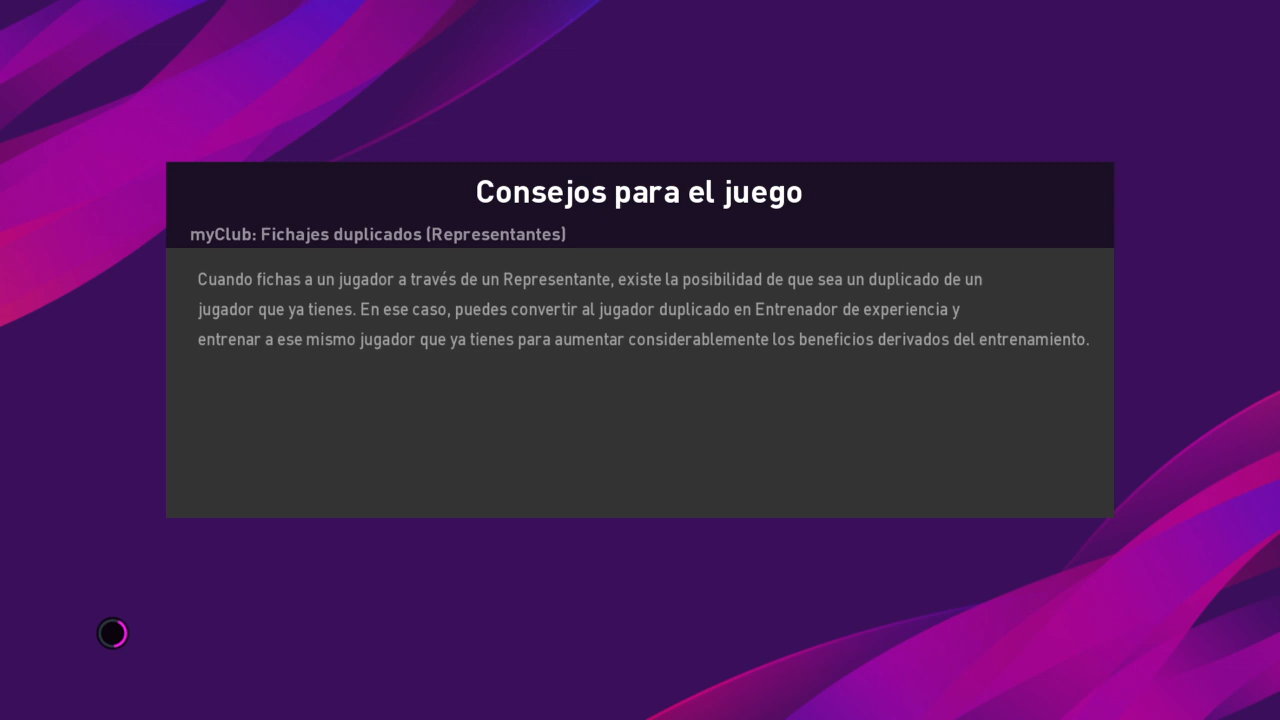 Consejos para el juego
myClub: Fichajes duplicados (Representantes)
Cuando fichas a un jugador a través de un Representante, existe la posibilidad de que sea un duplicado de un
jugador que ya tienes. En ese caso, puedes convertir al jugador duplicado en Entrenador de experiencia y
entrenar a ese mismo jugador que ya tienes para aumentar considerablemente los beneficios derivados del entrenamiento.